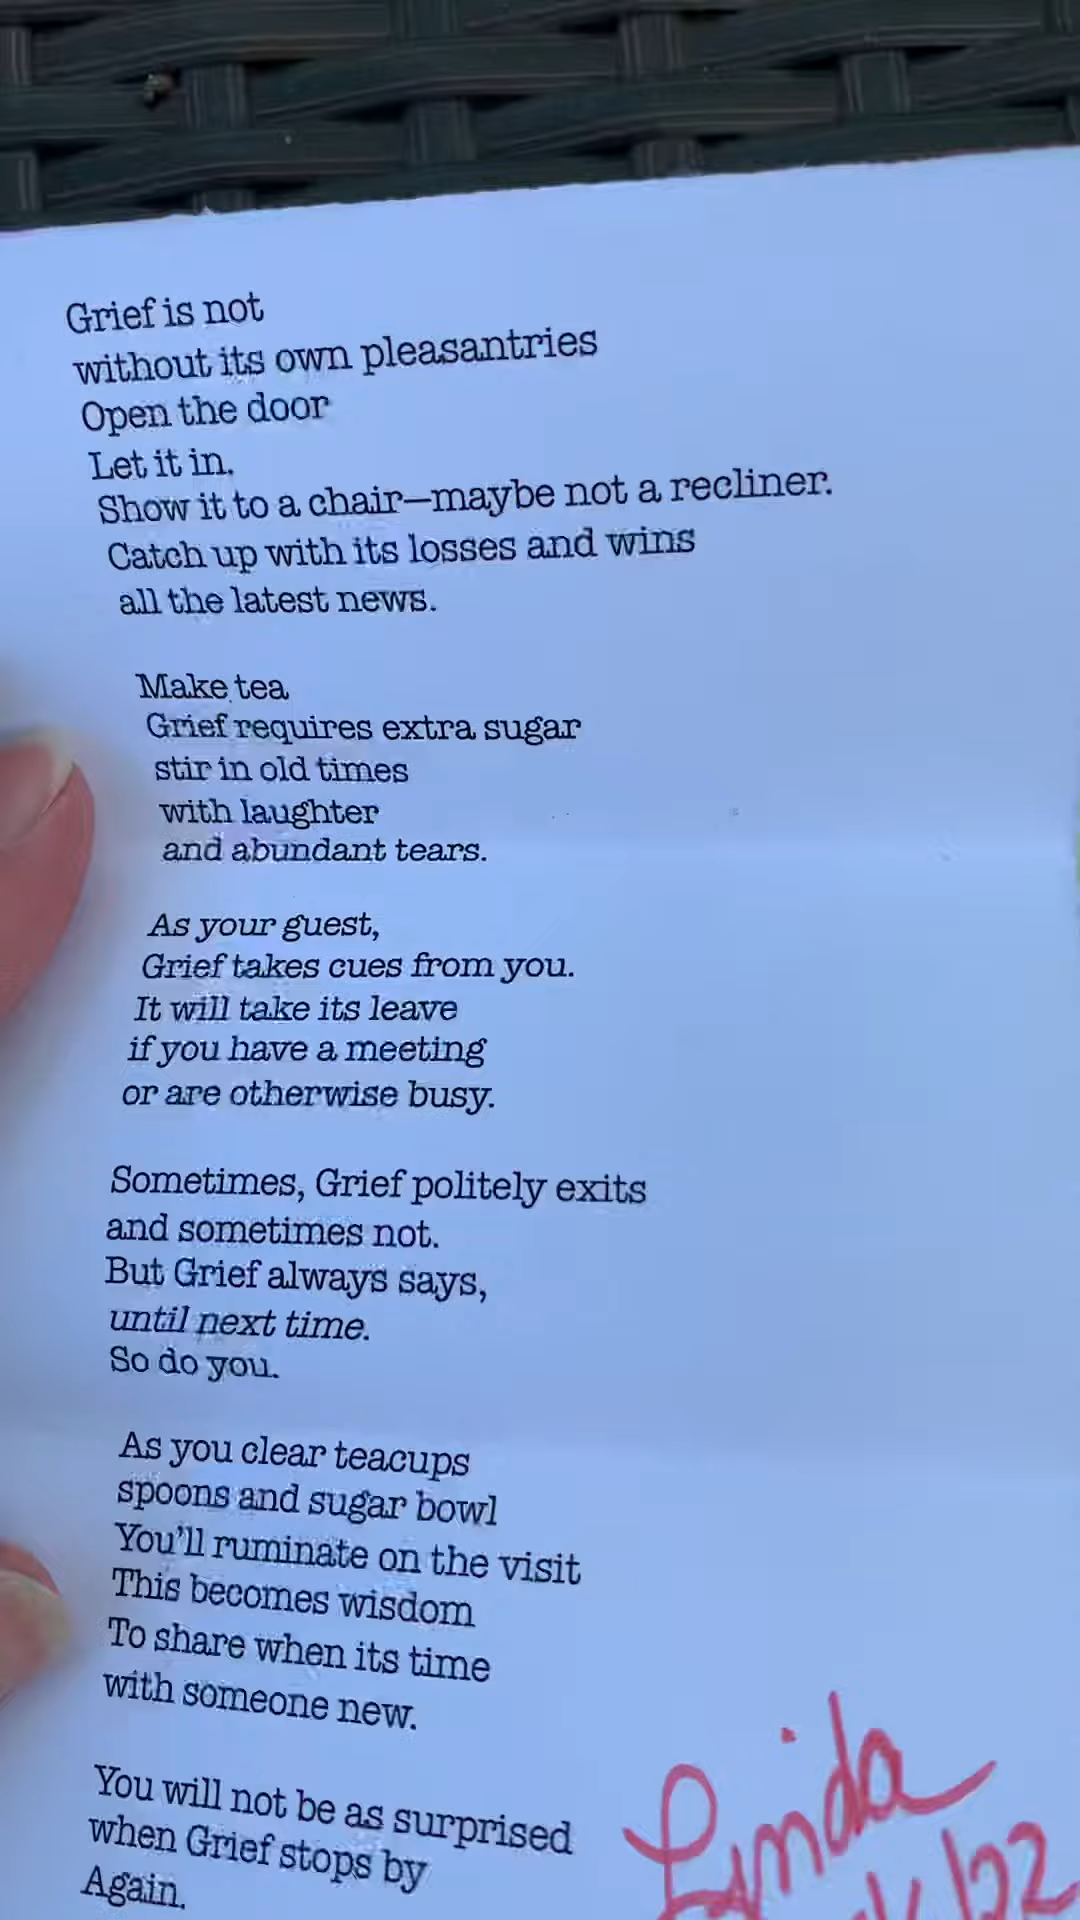 Grief is not
without its own pleasantries
Open the door
Let it in.
Show it to a chair—maybe not a recliner.
Catch up with its losses and wins
all the latest news.
Make tea
Grief requires extra sugar
stir in old times
with laughter
and abundant tears.
As your guest,
Grief takes cues from you.
It will take its leave
if you have a meeting
or are otherwise busy.
Sometimes, Grief politely exits
and sometimes not.
But Grief always says,
until next time.
So do you.
As you clear teacups
spoons and sugar bowl
You'll ruminate on the visit
This becomes wisdom
To share when its time
with someone new.
You will not be as surprised
when Grief stops by
Again.
Linda
/22